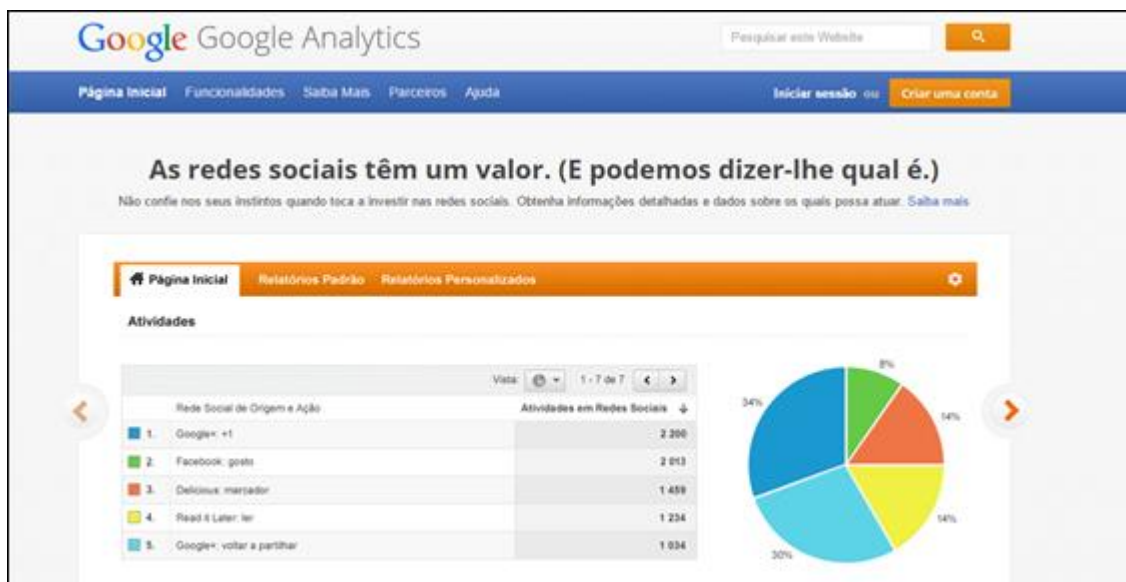 Google Google Analytics
Pesquisar este Website
Página Inicial Funcionalidades Saiba Mais Parceiros Ajuda Iniciar sessão ou Criar uma conta
As redes sociais têm um valor. (E podemos dizer-lhe qual é.)
Não confie nos seus instintos quando toca a investir nas redes sociais. Obtenha informações detalhadas e dados sobre os quais possa atuar. Saiba mais
Página Inicial Relatórios Padrão Relatórios Personalizados
Atividades
Vista: 1 - 7 de 7
Rede Social de Origem e Ação Atividades em Redes Sociais
1. Google+: +1 2 200
2. Facebook: gosto 2 013
3. Delicious: marcador 1 459
4. Read it Later: ler 1 234
5. Google+: voltar a partilhar 1 034
8%
34%
14%
14%
30%